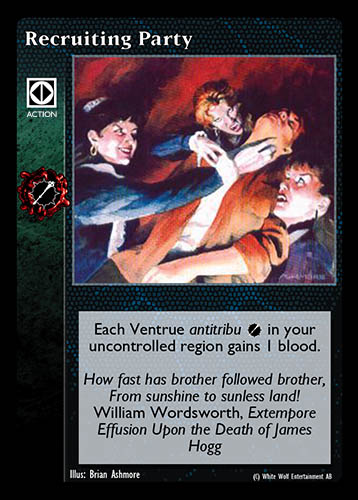 Recruiting Party
ACTION
Each Ventrue antitribu in your
uncontrolled region gains 1 blood.
How fast has brother followed brother,
From sunshine to sunless land!
William Wordsworth, Extempore
Effusion Upon the Death of James
Hogg
Illus: Brian Ashmore
(C) White Wolf Entertainment AB